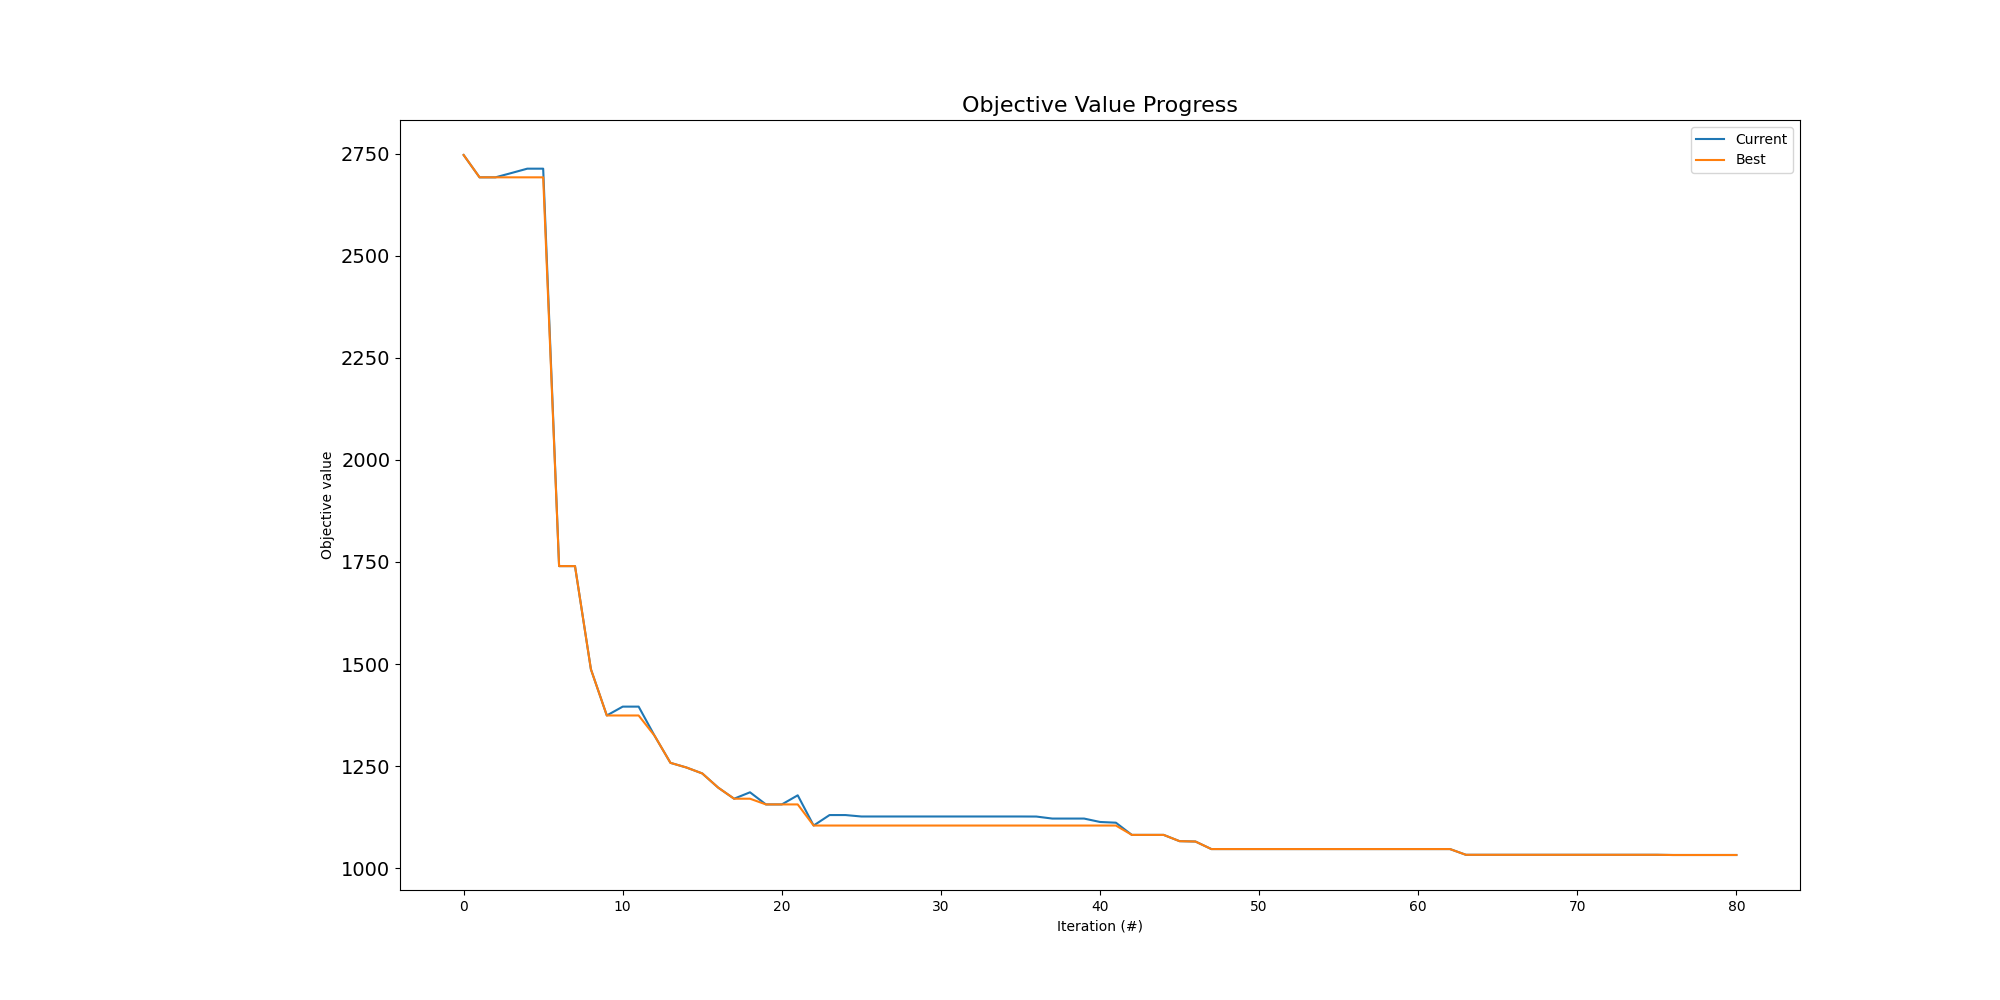 Objective Value Progress
Current
Best
2750
2500
2250
2000
1750
1500
1250
1000
Objective value
0 10 20 30 40 50 60 70 80
Iteration (#)